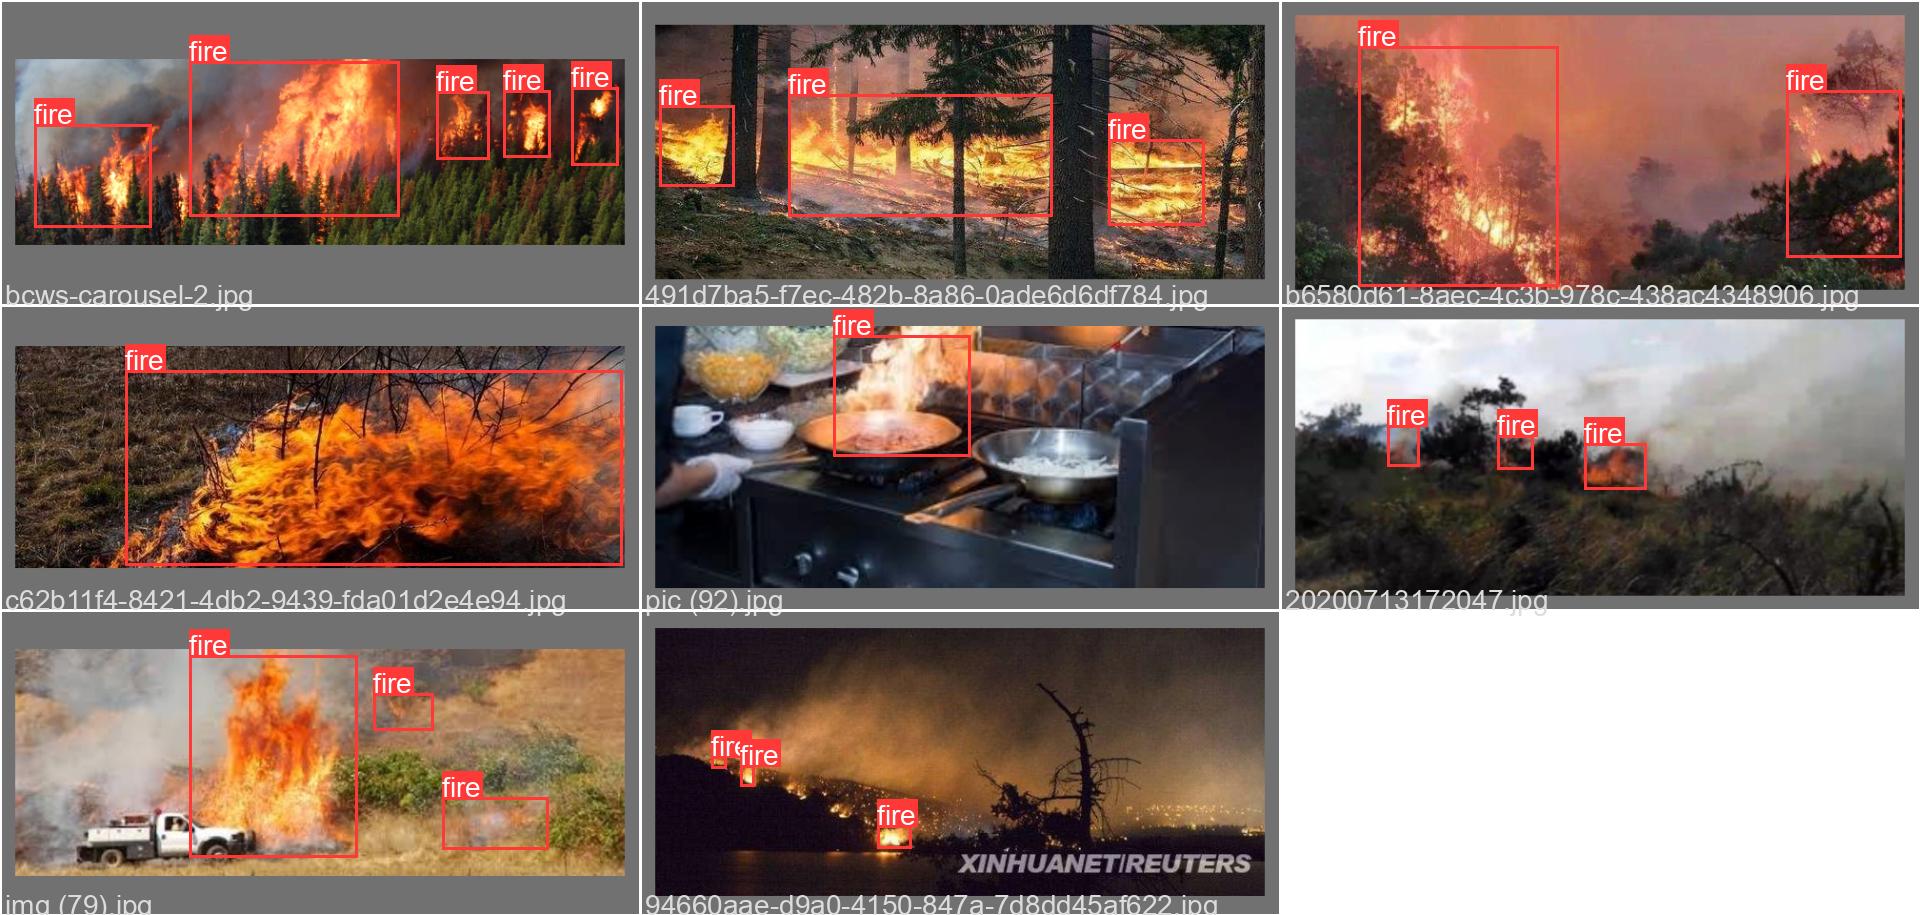 fire
fire
fire
fire
fire
bcws-carousel-2.jpg
fire
fire
fire
491d7ba5-f7ec-482b-8a86-0ade6d6df784.jpg
fire
fire
b6580d61-8aec-4c3b-978c-438ac4348906.jpg
fire
c62b11f4-8421-4db2-9439-fda01d2e4e94.jpg
fire
pic (92).jpg
fire
fire
fire
20200713172047.jpg
fire
fire
fire
img (79).jpg
fire
fire
fire
XINHUANET/REUTERS
94660aae-d9a0-4150-847a-7d8dd45af622.jpg